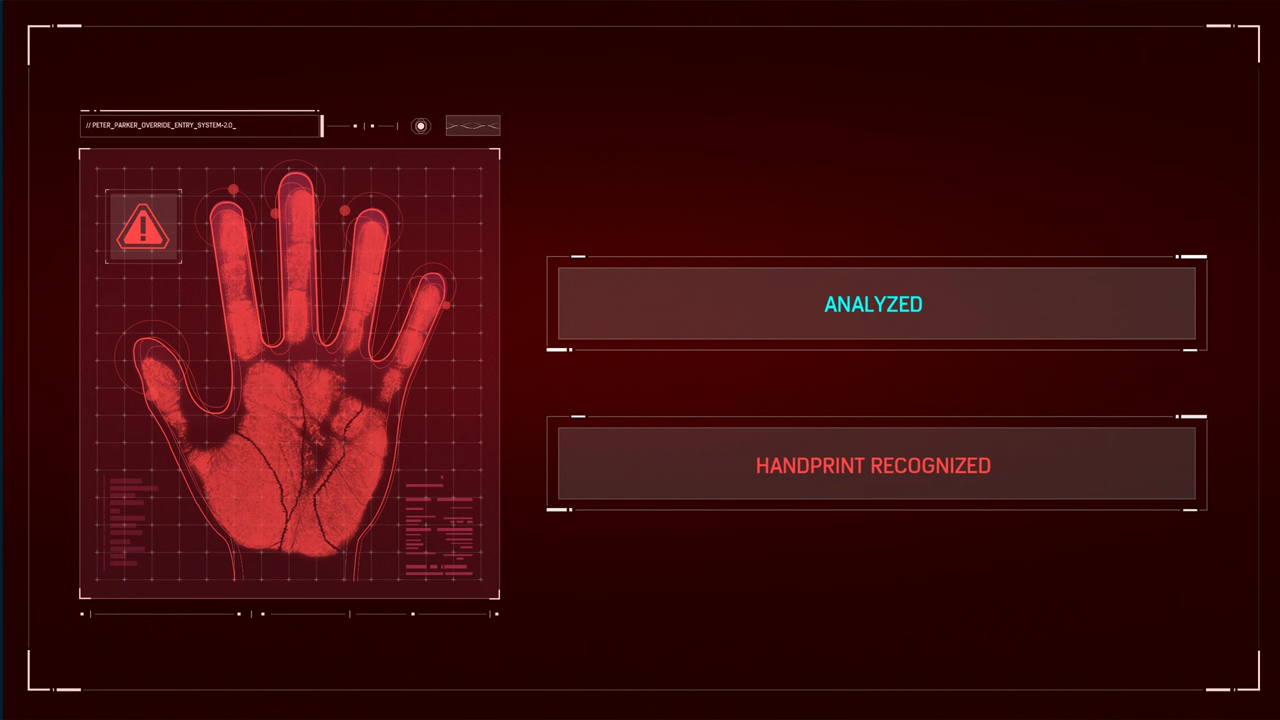 // PETER_PARKER_OVERRIDE_ENTRY_SYSTEM-2.0_
ANALYZED
HANDPRINT RECOGNIZED